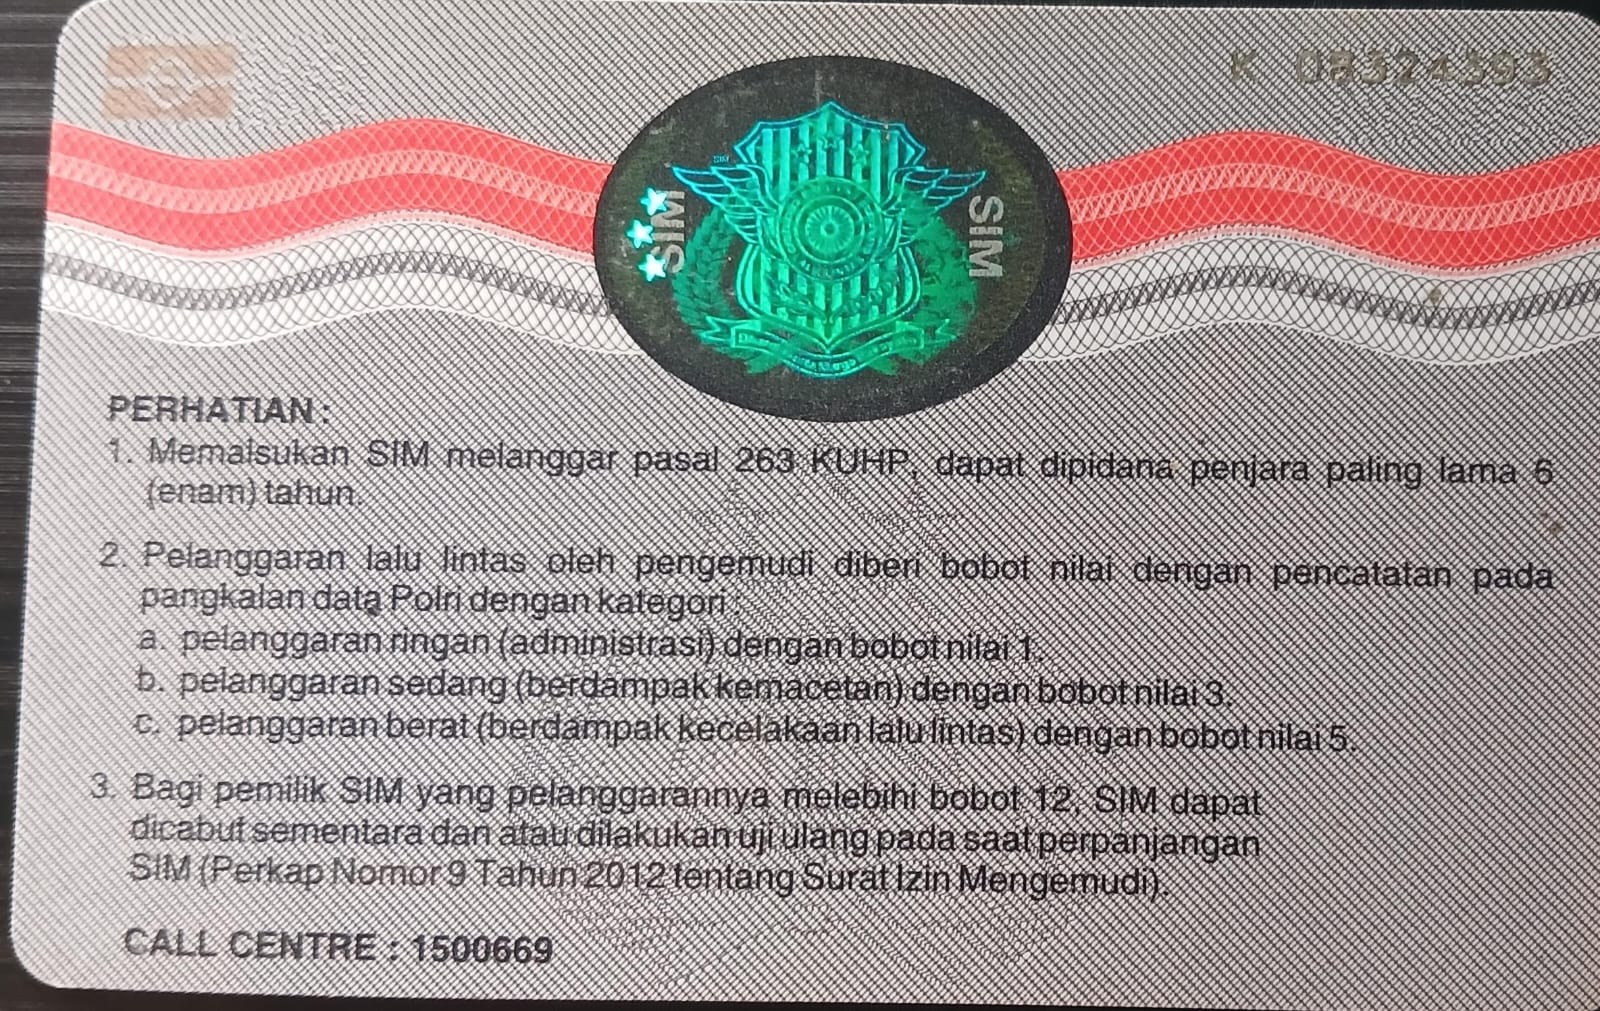 K 08324393
SIM
SIM
PERHATIAN :
1. Memalsukan SIM melanggar pasal 263 KUHP, dapat dipidana penjara paling lama 6
(enam) tahun.
2. Pelanggaran lalu lintas oleh pengemudi diberi bobot nilai dengan pencatatan pada
pangkalan data Polri dengan kategori :
a. pelanggaran ringan (administrasi) dengan bobot nilai 1.
b. pelanggaran sedang (berdampak kemacetan) dengan bobot nilai 3.
c. pelanggaran berat (berdampak kecelakaan lalu lintas) dengan bobot nilai 5.
3. Bagi pemilik SIM yang pelanggarannya melebihi bobot 12, SIM dapat
dicabut sementara dan atau dilakukan uji ulang pada saat perpanjangan
SIM (Perkap Nomor 9 Tahun 2012 tentang Surat Izin Mengemudi).
CALL CENTRE : 1500669